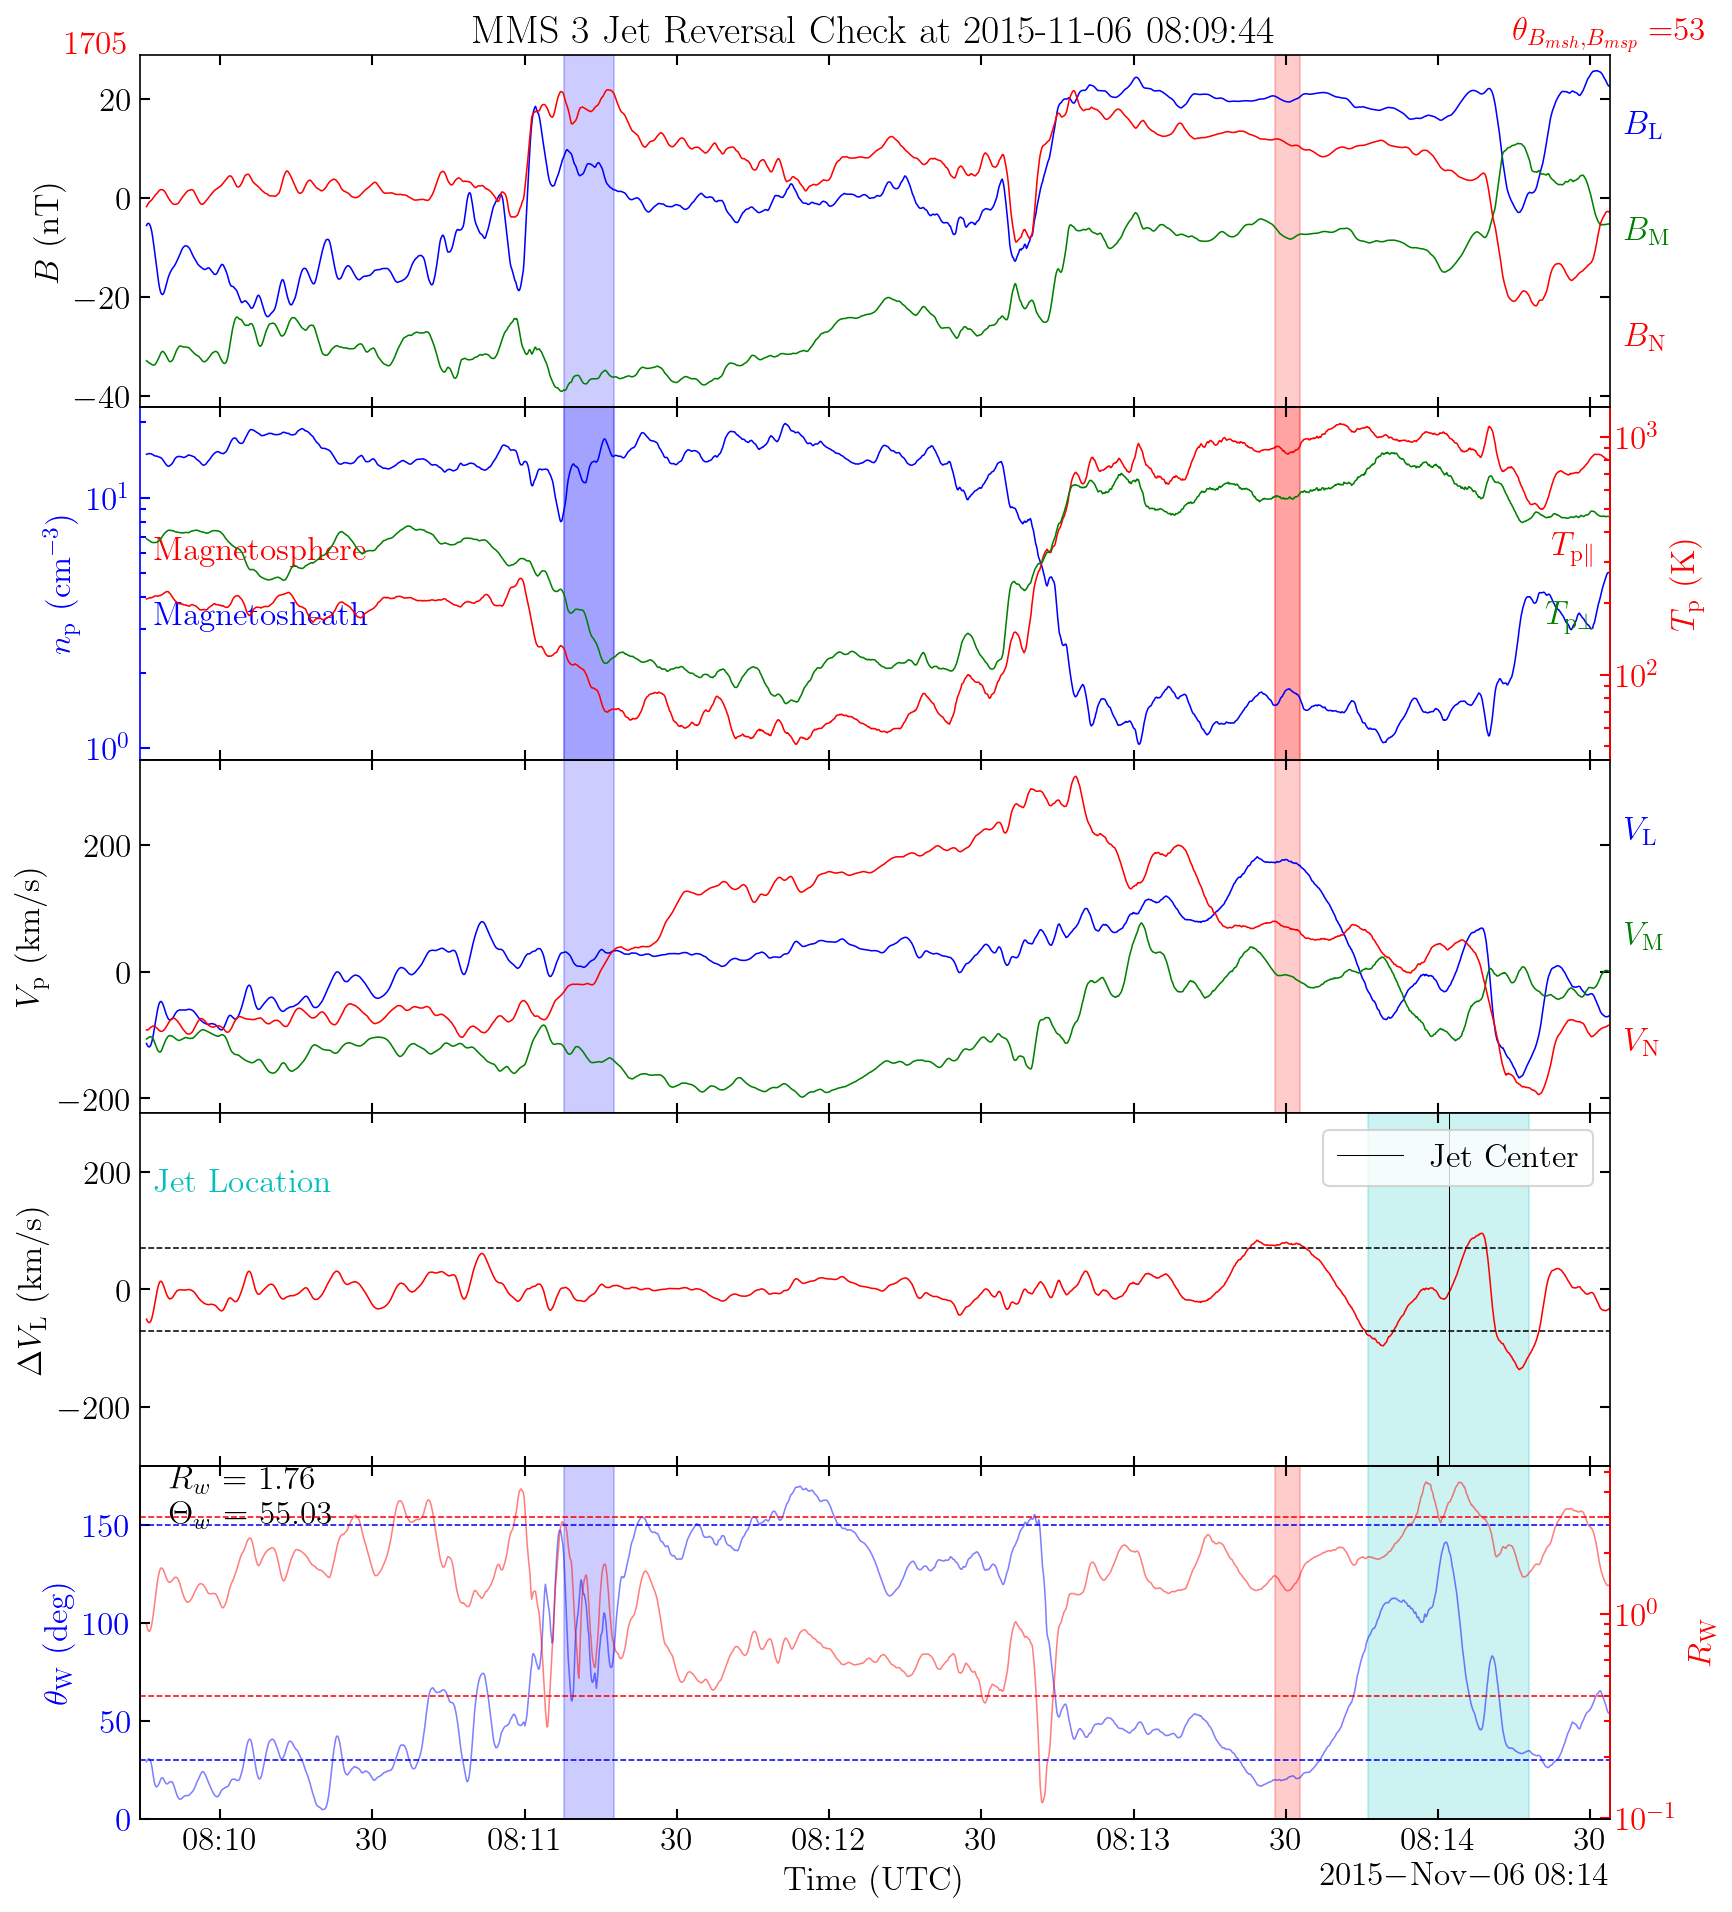 1705
MMS 3 Jet Reversal Check at 2015-11-06 08:09:44
θ_{B_{msh},B_{msp}} =53
20
0
−20
−40
B (nT)
B_L
B_M
B_N
10^1
10^0
n_p (cm^{−3})
Magnetosphere
Magnetosheath
T_{p∥}
T_{p⊥}
10^3
10^2
T_p (K)
200
0
−200
V_p (km/s)
V_L
V_M
V_N
Jet Location
Jet Center
200
0
−200
ΔV_L (km/s)
R_w = 1.76
Θ_w = 55.03
150
100
50
0
θ_W (deg)
10^0
10^{−1}
R_W
08:10 30 08:11 30 08:12 30 08:13 30 08:14 30
Time (UTC)
2015−Nov−06 08:14